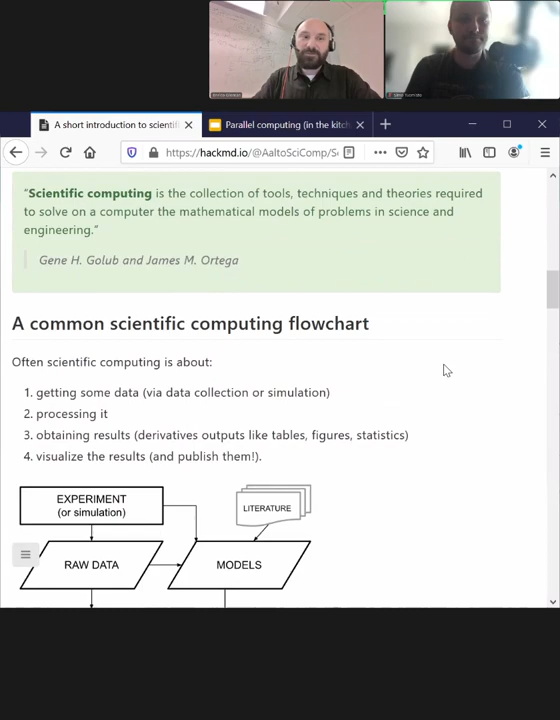 A short introduction to scientif
Parallel computing (in the kitch
https://hackmd.io/@AaltoSciComp/S
“Scientific computing is the collection of tools, techniques and theories required
to solve on a computer the mathematical models of problems in science and
engineering.”
Gene H. Golub and James M. Ortega
A common scientific computing flowchart
Often scientific computing is about:
1. getting some data (via data collection or simulation)
2. processing it
3. obtaining results (derivatives outputs like tables, figures, statistics)
4. visualize the results (and publish them!).
EXPERIMENT
(or simulation)
LITERATURE
RAW DATA
MODELS